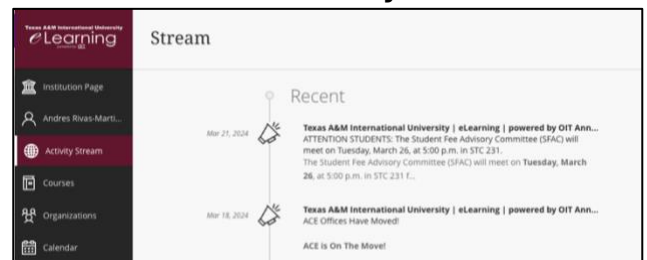 Texas A&M International University
eLearning
Stream
Institution Page
Andres Rivas-Marti...
Activity Stream
Courses
Organizations
Calendar
Recent
Mar 21, 2024
Texas A&M International University | eLearning | powered by OIT Ann...
ATTENTION STUDENTS: The Student Fee Advisory Committee (SFAC) will
meet on Tuesday, March 26, at 5:00 p.m. in STC 231.
The Student Fee Advisory Committee (SFAC) will meet on Tuesday, March
26, at 5:00 p.m. in STC 231 f...
Mar 18, 2024
Texas A&M International University | eLearning | powered by OIT Ann...
ACE Offices Have Moved!
ACE is On The Move!